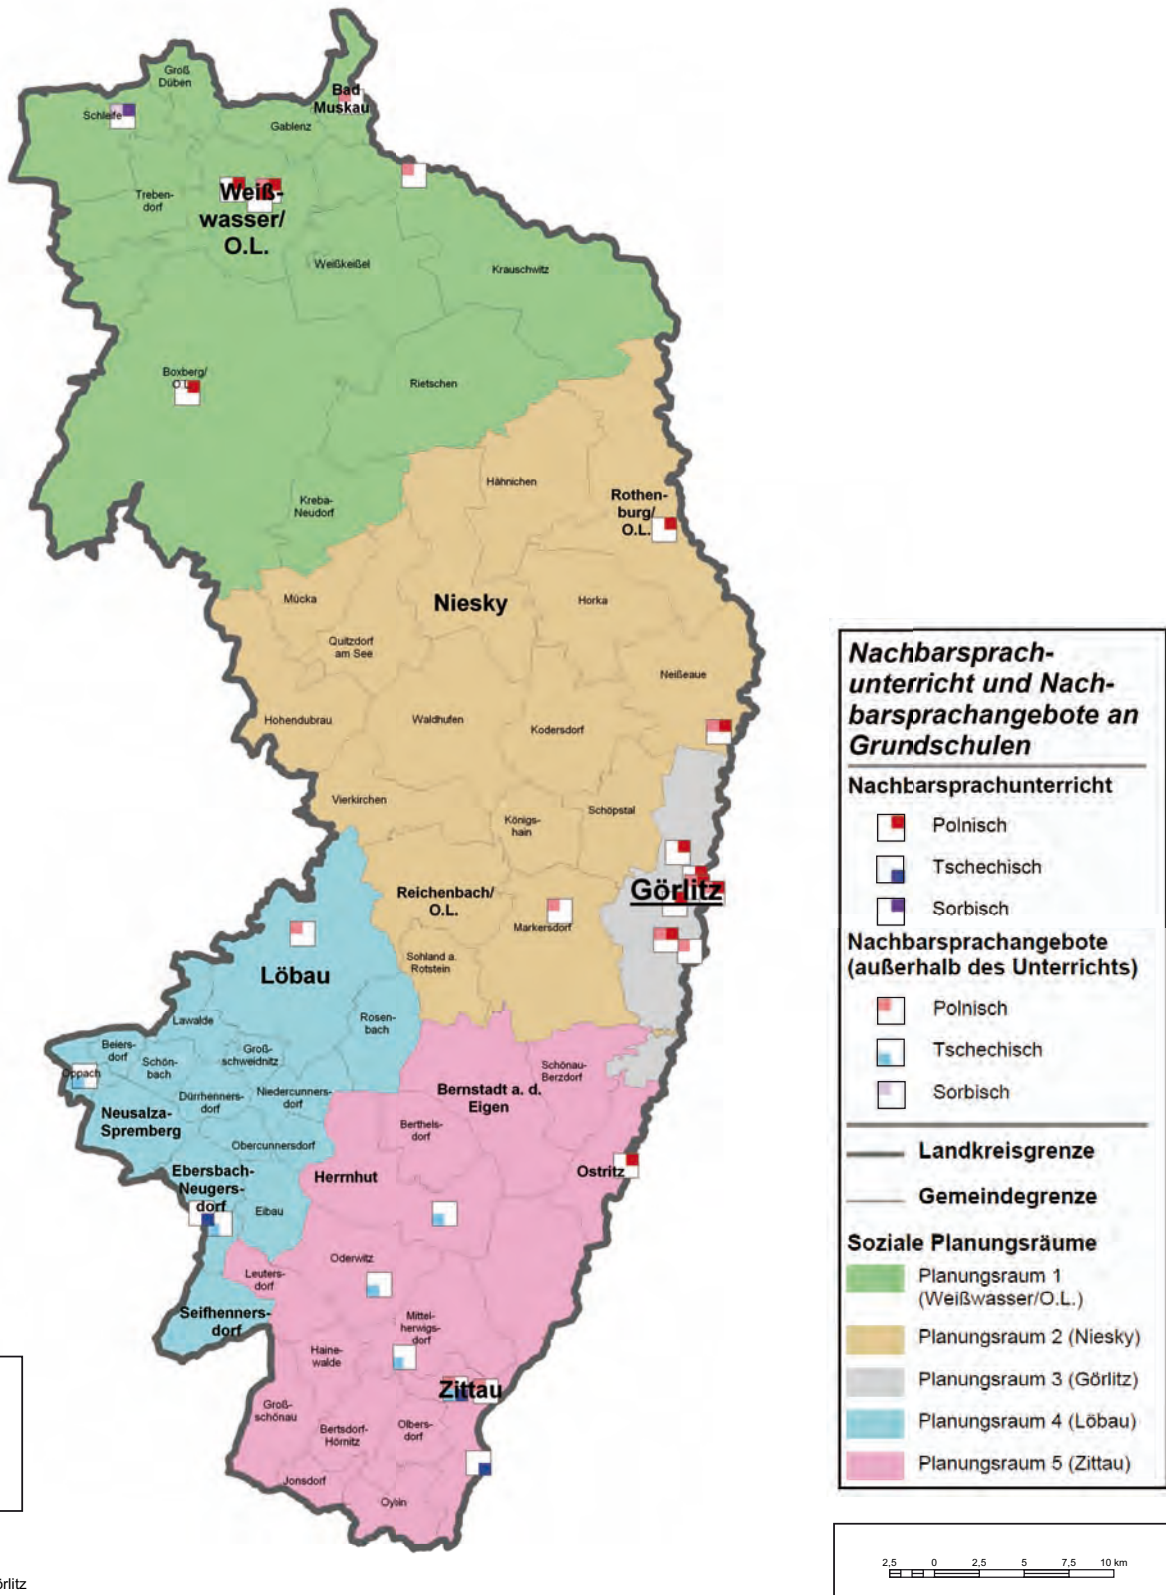 Groß
Düben
Bad
Muskau
Schleife
Gablenz
Treben-
dorf
Weiß-
wasser/
O.L.
Weißkeißel
Krauschwitz
Boxberg/
O.L.
Rietschen
Hähnichen
Kreba-
Neudorf
Rothen-
burg/
O.L.
Mücka
Niesky
Horka
Quitzdorf
am See
Neißeaue
Hohendubrau
Waldhufen
Kodersdorf
Vierkirchen
Königs-
hain
Schöpstal
Reichenbach/
O.L.
Görlitz
Markersdorf
Sohland a.
Rotstein
Löbau
Lawalde
Rosen-
bach
Beiers-
dorf
Schön-
bach
Groß-
schweidnitz
Oppach
Schönau-
Berzdorf
Dürrhenners-
dorf
Niedercunners-
dorf
Bernstadt a. d.
Eigen
Neusalza-
Spremberg
Berthels-
dorf
Obercunnersdorf
Ebersbach-
Neugers-
dorf
Herrnhut
Ostritz
Eibau
Oderwitz
Leuters-
dorf
Seifhenners-
dorf
Mittel-
herwigs-
dorf
Haine-
walde
Zittau
Groß-
schönau
Bertsdorf-
Hörnitz
Olbers-
dorf
Jonsdorf
Oybin
Nachbarsprach-
unterricht und Nach-
barsprachangebote an
Grundschulen
Nachbarsprachunterricht
Polnisch
Tschechisch
Sorbisch
Nachbarsprachangebote
(außerhalb des Unterrichts)
Polnisch
Tschechisch
Sorbisch
Landkreisgrenze
Gemeindegrenze
Soziale Planungsräume
Planungsraum 1
(Weißwasser/O.L.)
Planungsraum 2 (Niesky)
Planungsraum 3 (Görlitz)
Planungsraum 4 (Löbau)
Planungsraum 5 (Zittau)
2,5 0 2,5 5 7,5 10 km
örlitz